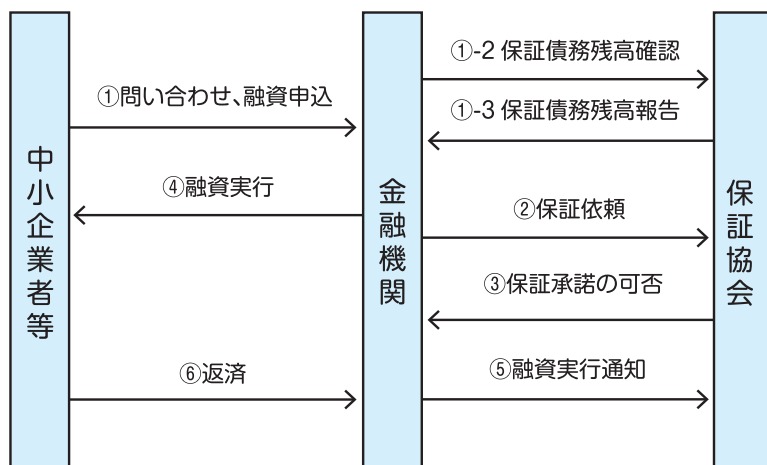 中小企業者等
金融機関
保証協会
①問い合わせ、融資申込
①-2 保証債務残高確認
①-3 保証債務残高報告
②保証依頼
③保証承諾の可否
④融資実行
⑤融資実行通知
⑥返済